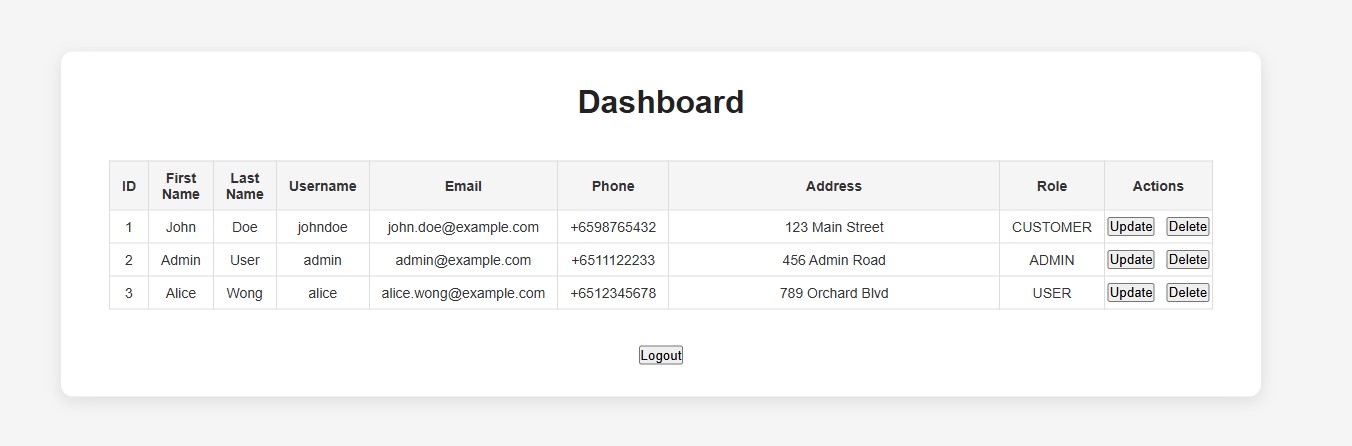 Dashboard
ID First Name Last Name Username Email Phone Address Role Actions
1 John Doe johndoe john.doe@example.com +6598765432 123 Main Street CUSTOMER Update Delete
2 Admin User admin admin@example.com +6511122233 456 Admin Road ADMIN Update Delete
3 Alice Wong alice alice.wong@example.com +6512345678 789 Orchard Blvd USER Update Delete
Logout